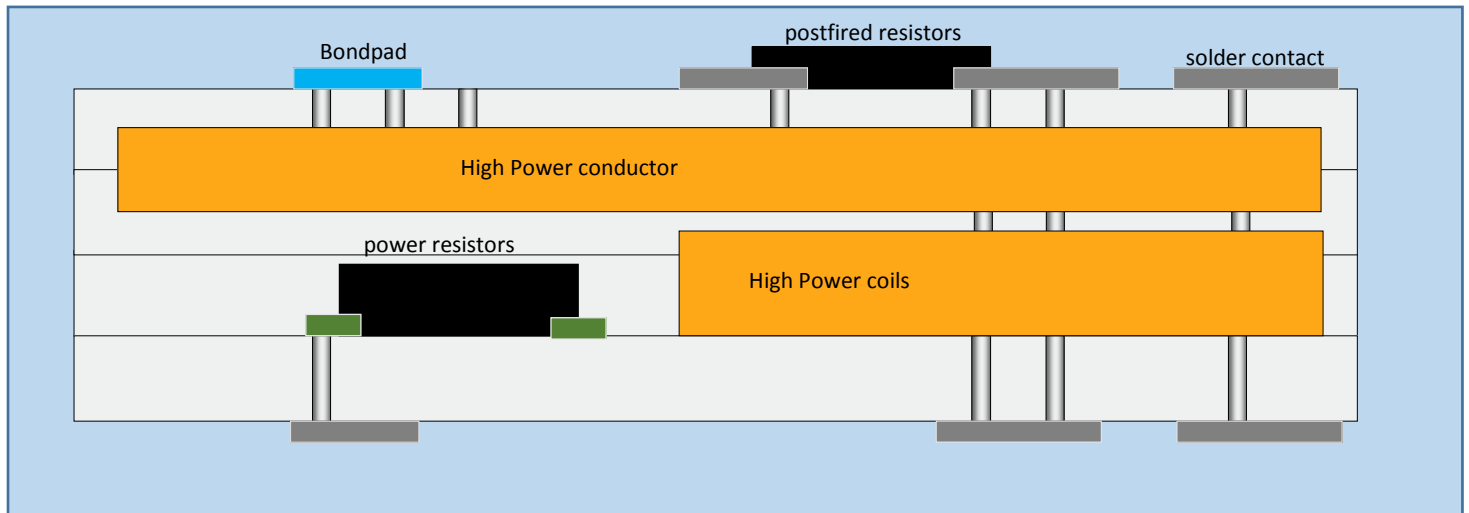 postfired resistors
Bondpad
solder contact
High Power conductor
power resistors
High Power coils